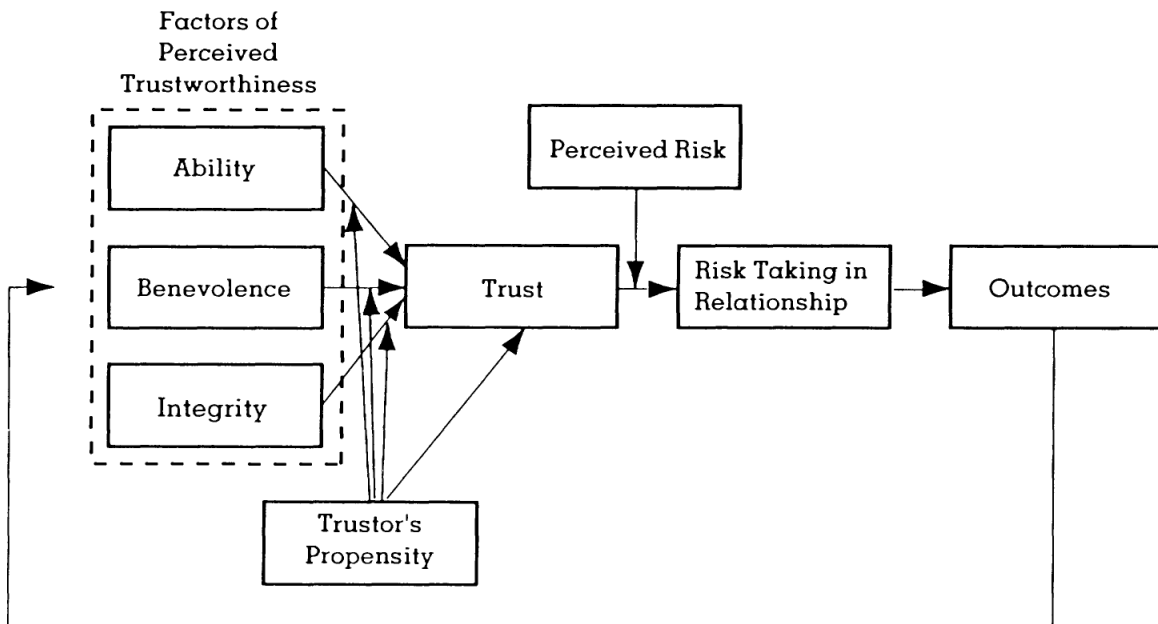 Factors of
Perceived
Trustworthiness
Ability
Perceived Risk
Benevolence
Trust
Risk Taking in
Relationship
Outcomes
Integrity
Trustor's
Propensity